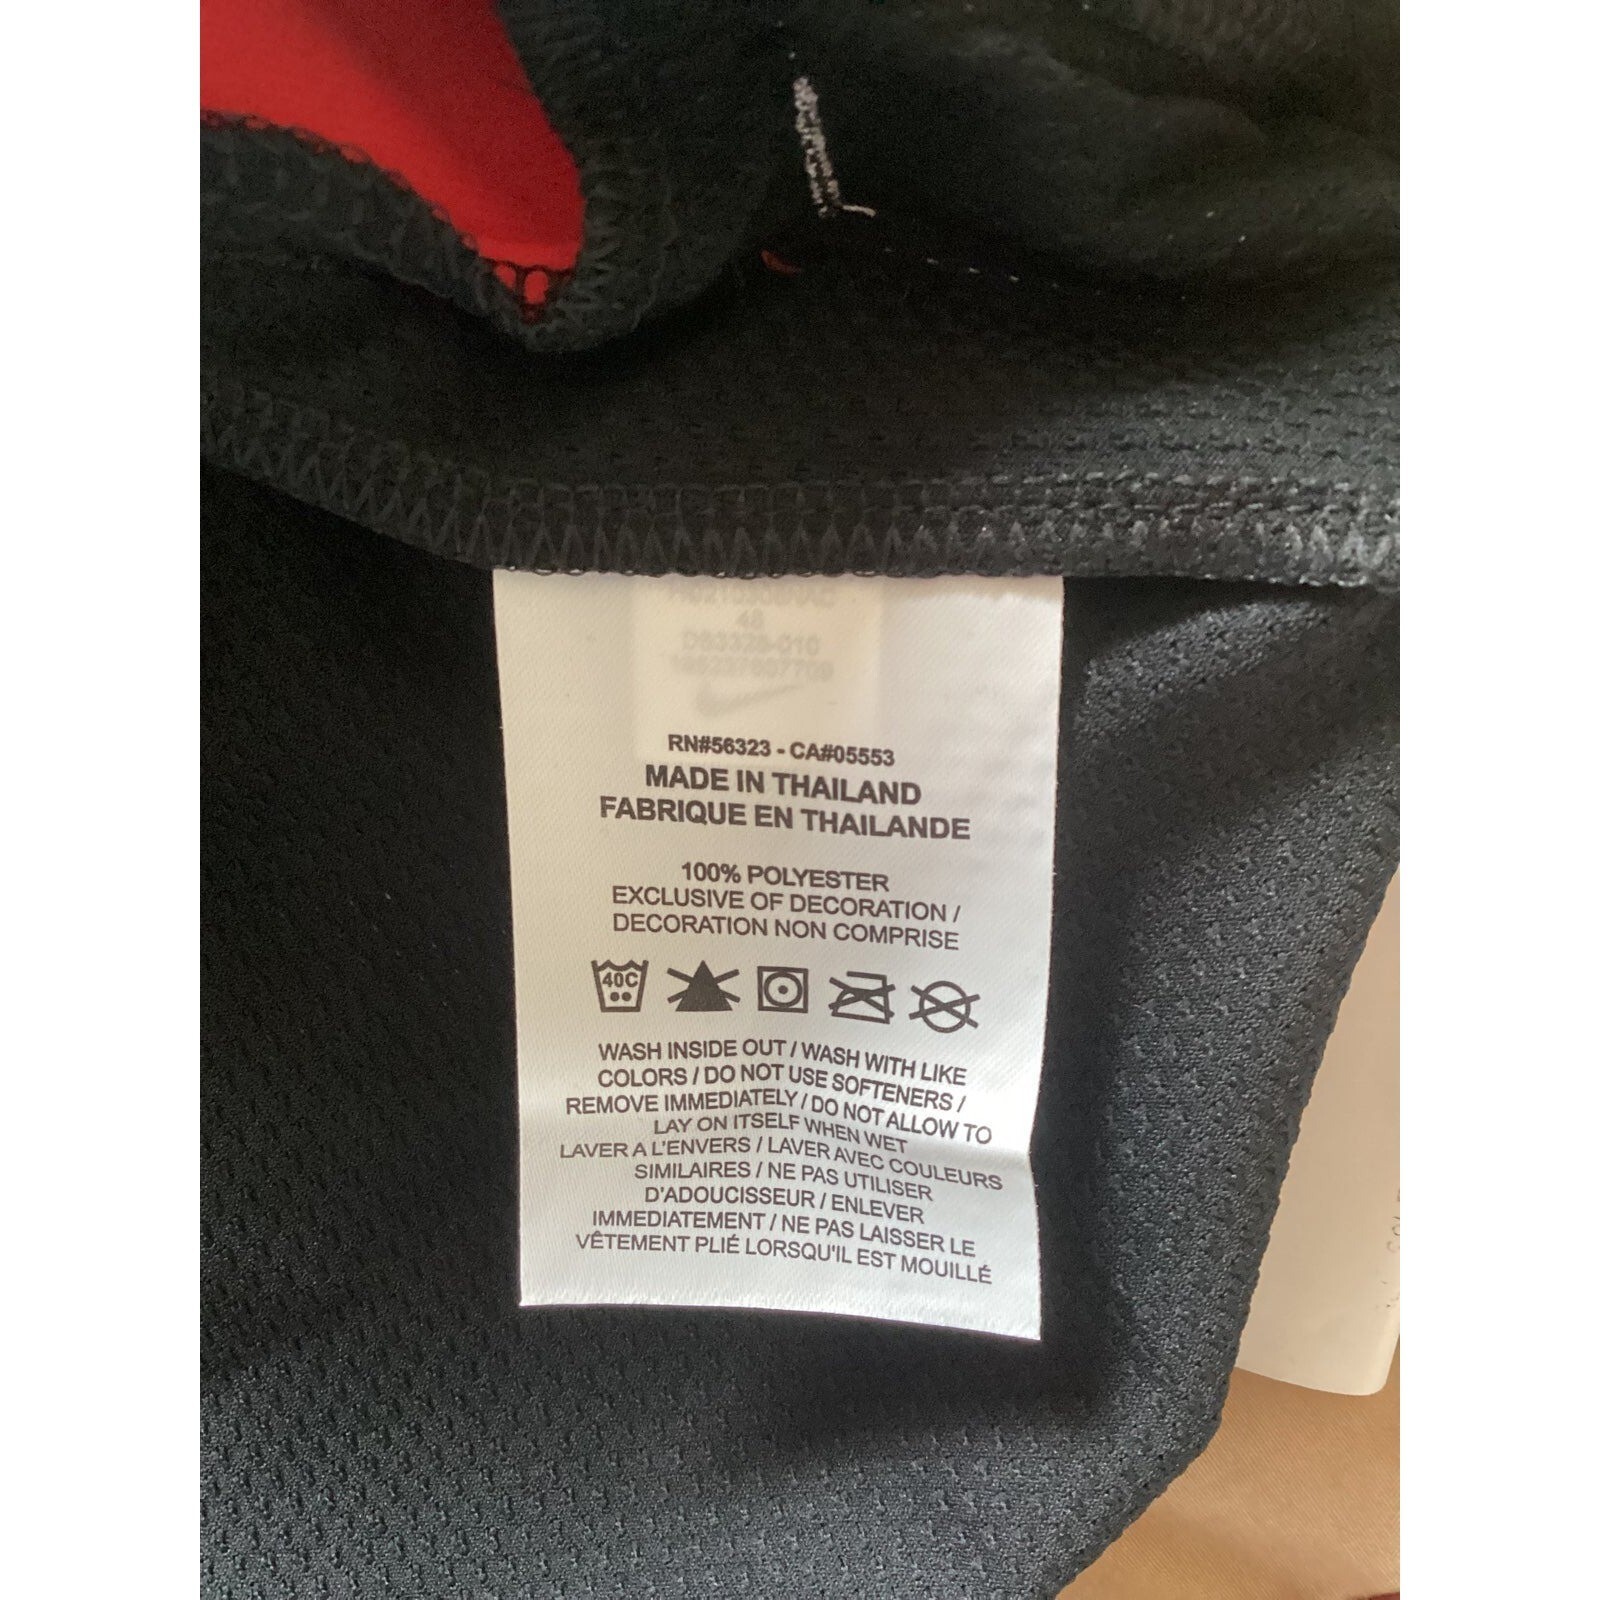 48
RN#56323 - CA#05553
MADE IN THAILAND
FABRIQUE EN THAILANDE
100% POLYESTER
EXCLUSIVE OF DECORATION /
DECORATION NON COMPRISE
40C
WASH INSIDE OUT / WASH WITH LIKE
COLORS / DO NOT USE SOFTENERS /
REMOVE IMMEDIATELY / DO NOT ALLOW TO
LAY ON ITSELF WHEN WET
LAVER A L'ENVERS / LAVER AVEC COULEURS
SIMILAIRES / NE PAS UTILISER
D'ADOUCISSEUR / ENLEVER
IMMEDIATEMENT / NE PAS LAISSER LE
VÊTEMENT PLIÉ LORSQU'IL EST MOUILLÉ